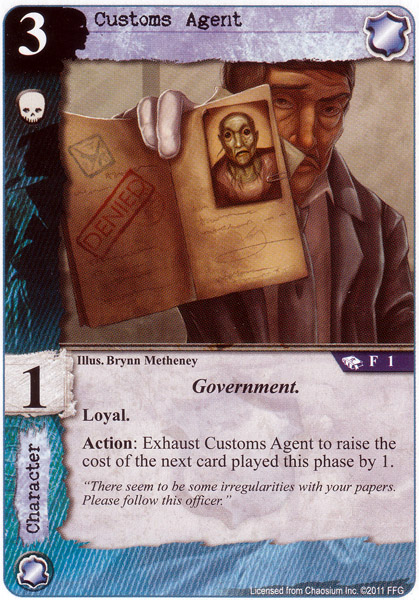 3
Customs Agent
DENIED
Illus. Brynn Metheney
F 1
1
Government.
Loyal.
Action: Exhaust Customs Agent to raise the
cost of the next card played this phase by 1.
"There seem to be some irregularities with your papers.
Please follow this officer."
Character
Licensed from Chaosium Inc. ©2011 FFG